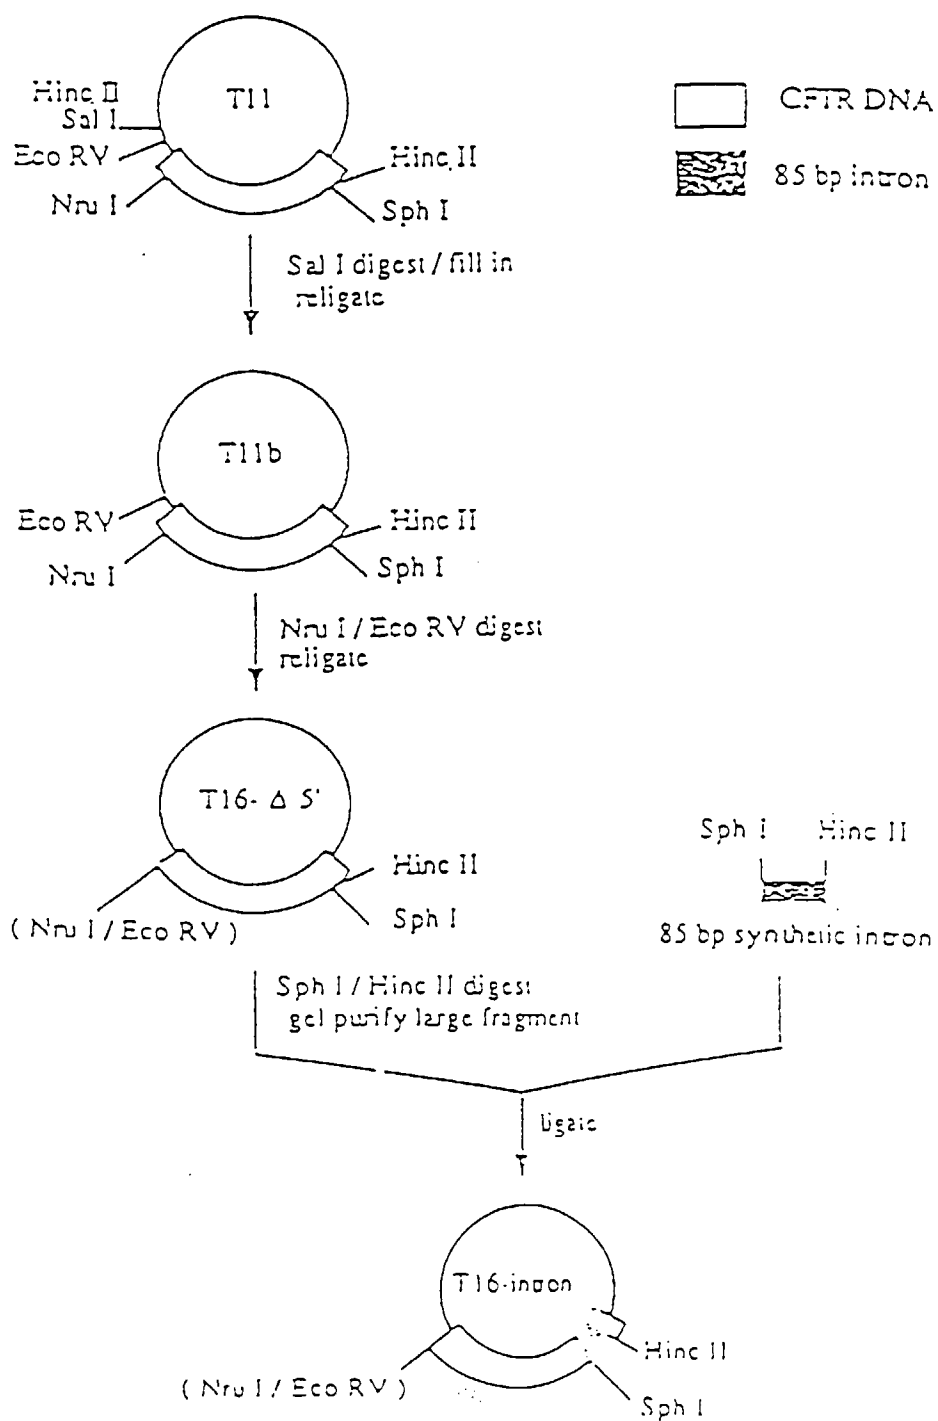 T11
Hinc II
Sal I
Eco RV
Nru I
Hinc II
Sph I
CFTR DNA
85 bp intron
Sal I digest / fill in
religate
T11b
Eco RV
Nru I
Hinc II
Sph I
Nru I / Eco RV digest
religate
T16- Δ 5'
Hinc II
Sph I
( Nru I / Eco RV )
Sph I Hinc II
85 bp synthetic intron
Sph I / Hinc II digest
gel purify large fragment
ligate
T16-intron
Hinc II
Sph I
( Nru I / Eco RV )